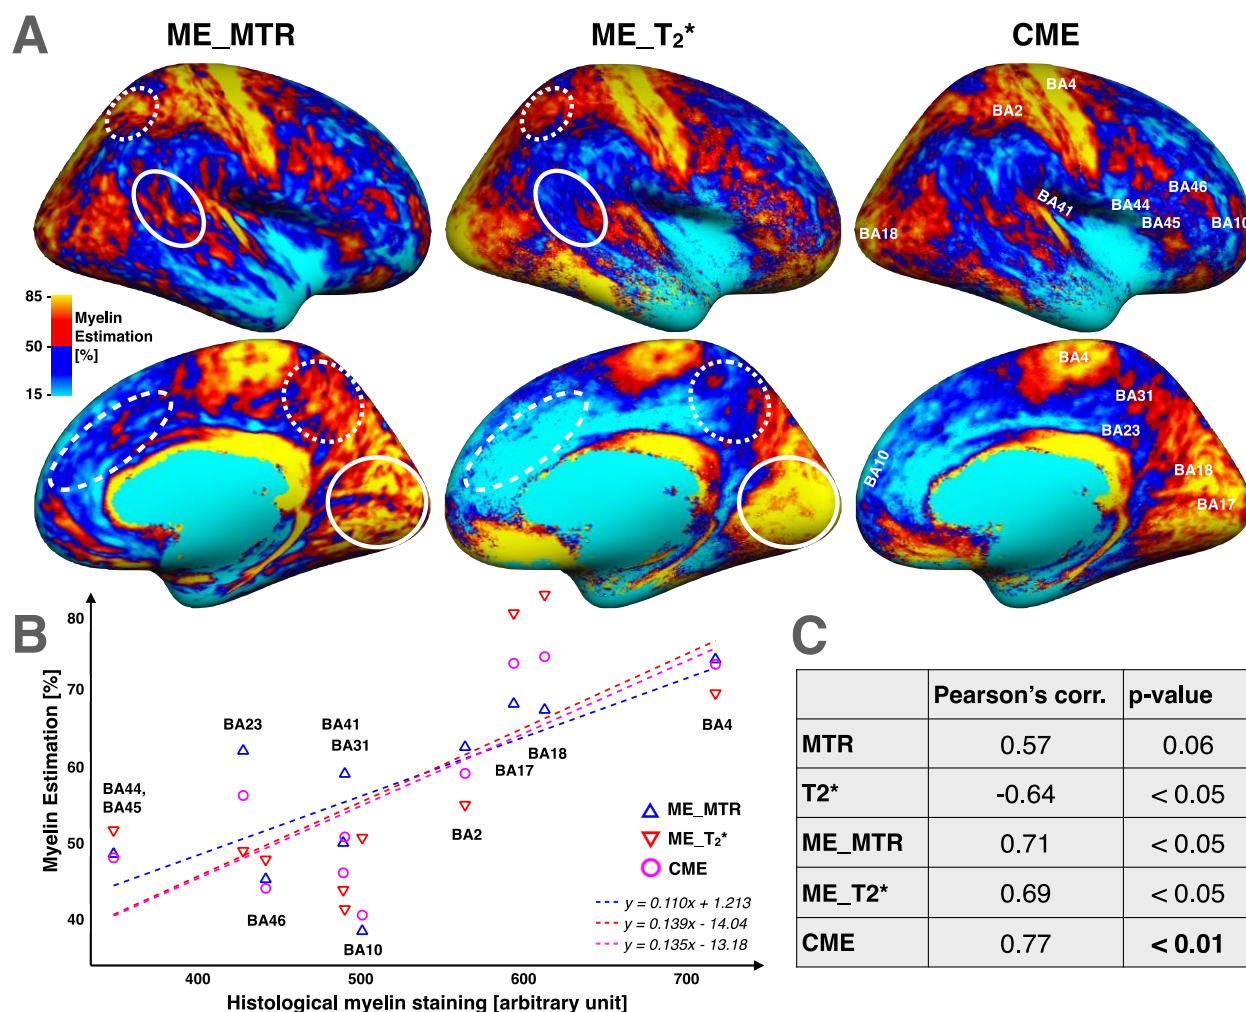 A
ME_MTR
ME_T2*
CME
BA4
BA2
BA46
BA44
BA41
BA45
BA10
BA18
85
Myelin
Estimation
[%]
50
15
BA4
BA31
BA23
BA10
BA18
BA17
B
C
Myelin Estimation [%]
80
70
60
50
40
BA23
BA41
BA31
BA44,
BA45
BA17
BA18
BA4
BA2
BA46
BA10
ME_MTR
ME_T2*
CME
y = 0.110x + 1.213
y = 0.139x - 14.04
y = 0.135x - 13.18
400
500
600
700
Histological myelin staining [arbitrary unit]
Pearson's corr. p-value
MTR 0.57 0.06
T2* -0.64 < 0.05
ME_MTR 0.71 < 0.05
ME_T2* 0.69 < 0.05
CME 0.77 < 0.01